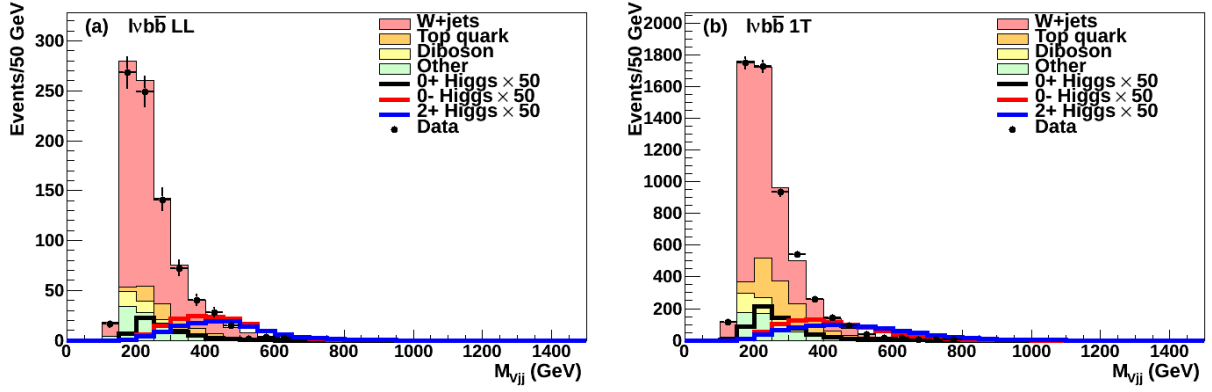 (a) lνbb̅ LL
Events/50 GeV
300
250
200
150
100
50
0
W+jets
Top quark
Diboson
Other
0+ Higgs × 50
0- Higgs × 50
2+ Higgs × 50
Data
0 200 400 600 800 1000 1200 1400
M_Vjj (GeV)
(b) lνbb̅ 1T
Events/50 GeV
2000
1800
1600
1400
1200
1000
800
600
400
200
0
W+jets
Top quark
Diboson
Other
0+ Higgs × 50
0- Higgs × 50
2+ Higgs × 50
Data
0 200 400 600 800 1000 1200 1400
M_Vjj (GeV)